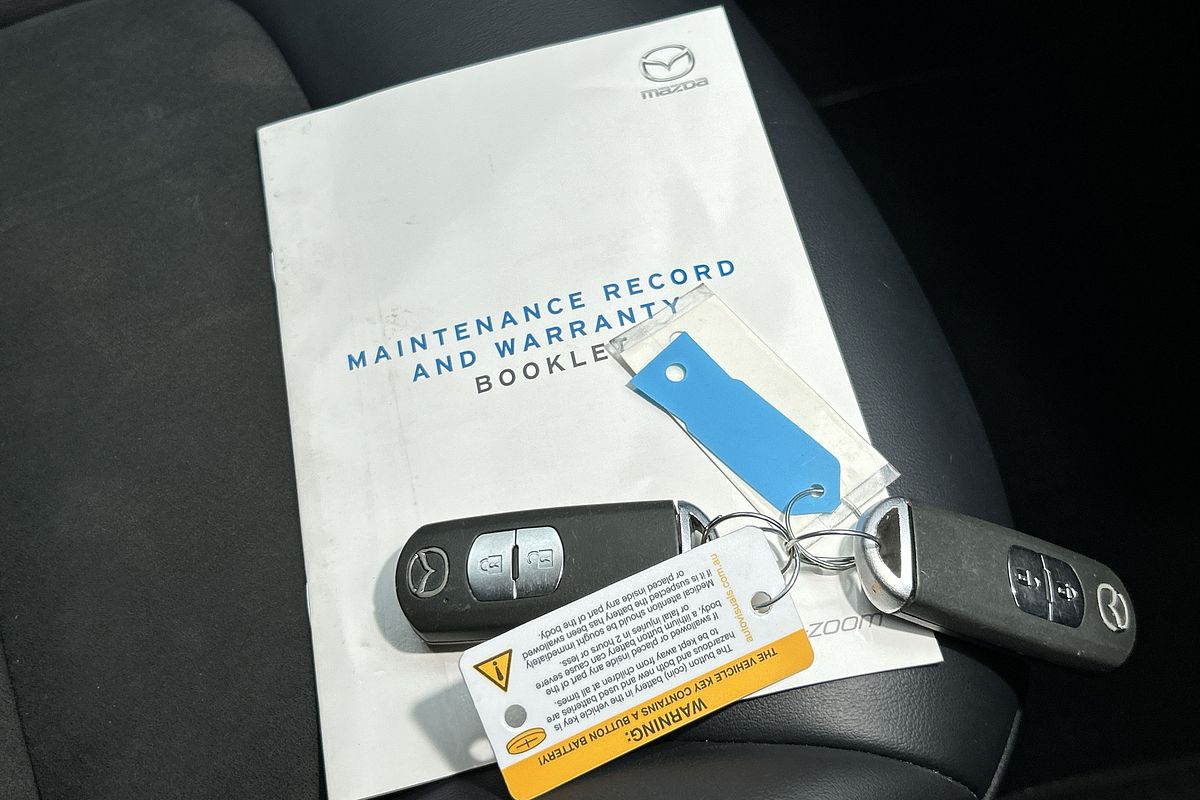 mazda
MAINTENANCE RECORD
AND WARRANTY
BOOKLE
zoom
WARNING:
THE VEHICLE KEY CONTAINS A BUTTON BATTERY!
The button (coin) battery in the vehicle key is
hazardous and both new and used batteries are
to be kept away from children at all times.
If swallowed or placed inside any part of the
body, a lithium button battery can cause severe
or fatal injuries in 2 hours or less.
Medical attention should be sought immediately
if it is suspected the battery has been swallowed
or placed inside any part of the body.
autovisuals.com.au